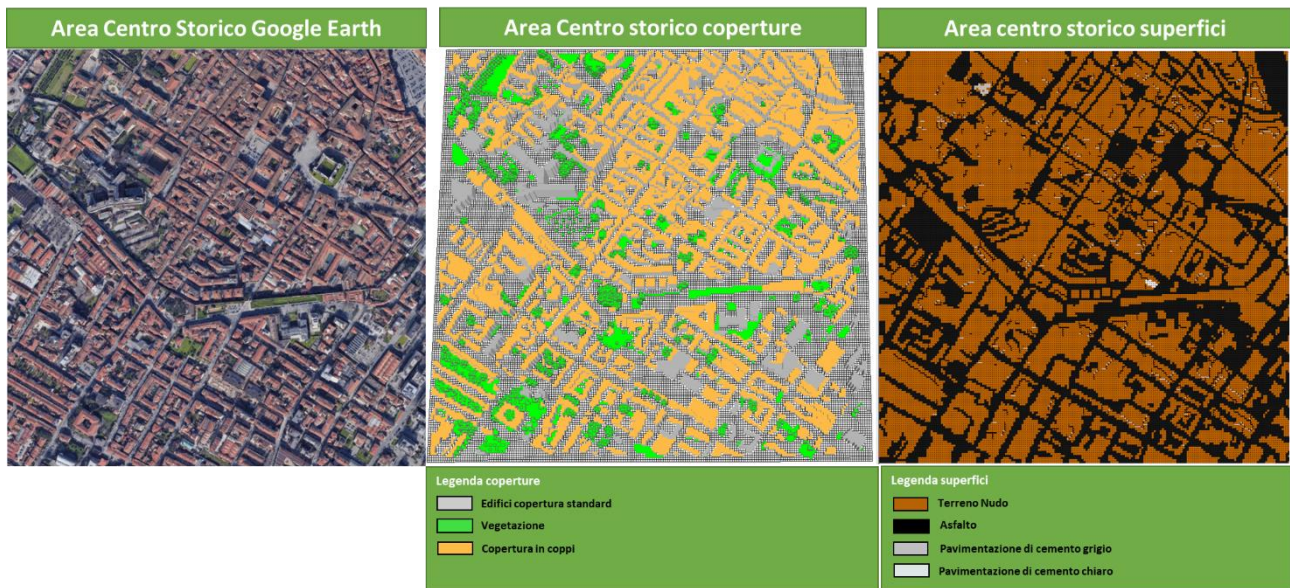 Area Centro Storico Google Earth
Area Centro storico coperture
Area centro storico superfici
Legenda coperture
Edifici copertura standard
Vegetazione
Copertura in coppi
Legenda superfici
Terreno Nudo
Asfalto
Pavimentazione di cemento grigio
Pavimentazione di cemento chiaro